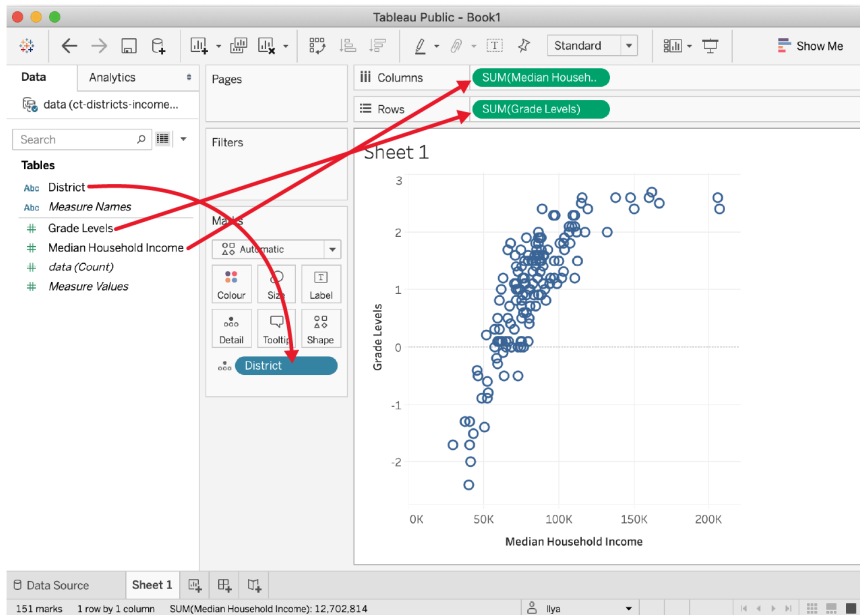 Tableau Public - Book1
Standard
Show Me
Data
Analytics
Pages
Columns
SUM(Median Househ..
data (ct-districts-income...
Rows
SUM(Grade Levels)
Search
Filters
Sheet 1
Tables
Abc District
Abc Measure Names
# Grade Levels
# Median Household Income
# data (Count)
# Measure Values
Marks
Automatic
Colour
Size
T
Label
Detail
Tooltip
Shape
District
3
2
1
0
-1
-2
Grade Levels
0K
50K
100K
150K
200K
Median Household Income
Data Source
Sheet 1
151 marks
1 row by 1 column
SUM(Median Household Income): 12,702,814
Ilya